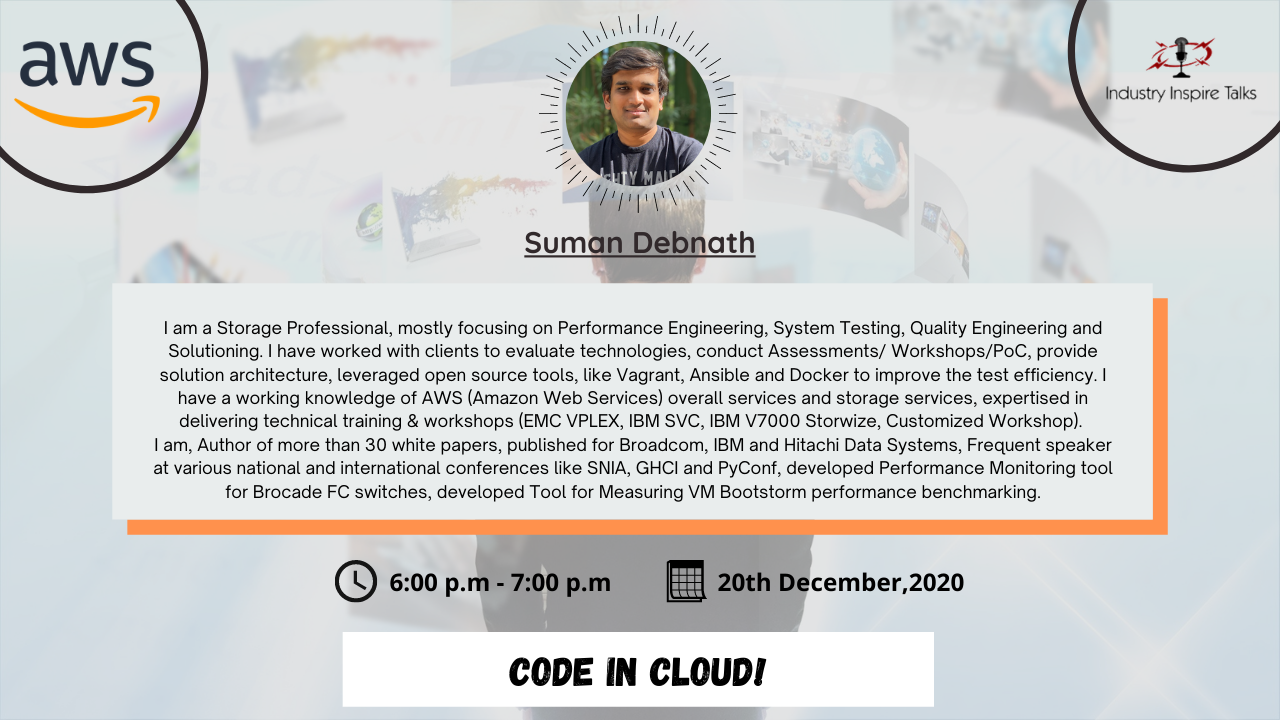 aws
Industry Inspire Talks
Suman Debnath
I am a Storage Professional, mostly focusing on Performance Engineering, System Testing, Quality Engineering and
Solutioning. I have worked with clients to evaluate technologies, conduct Assessments/ Workshops/PoC, provide
solution architecture, leveraged open source tools, like Vagrant, Ansible and Docker to improve the test efficiency. I
have a working knowledge of AWS (Amazon Web Services) overall services and storage services, expertised in
delivering technical training & workshops (EMC VPLEX, IBM SVC, IBM V7000 Storwize, Customized Workshop).
I am, Author of more than 30 white papers, published for Broadcom, IBM and Hitachi Data Systems, Frequent speaker
at various national and international conferences like SNIA, GHCI and PyConf, developed Performance Monitoring tool
for Brocade FC switches, developed Tool for Measuring VM Bootstorm performance benchmarking.
6:00 p.m - 7:00 p.m
20th December,2020
CODE IN CLOUD!